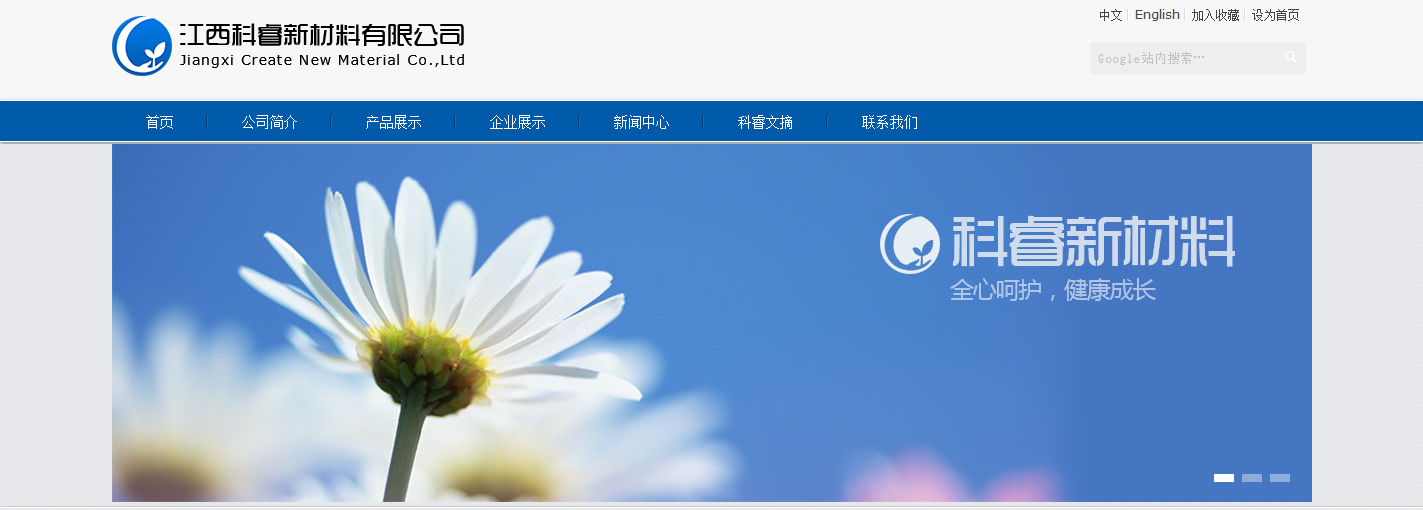 江西科睿新材料有限公司
Jiangxi Create New Material Co.,Ltd
中文 English 加入收藏 设为首页
Google站内搜索…
首页 公司简介 产品展示 企业展示 新闻中心 科睿文摘 联系我们
科睿新材料
全心呵护，健康成长